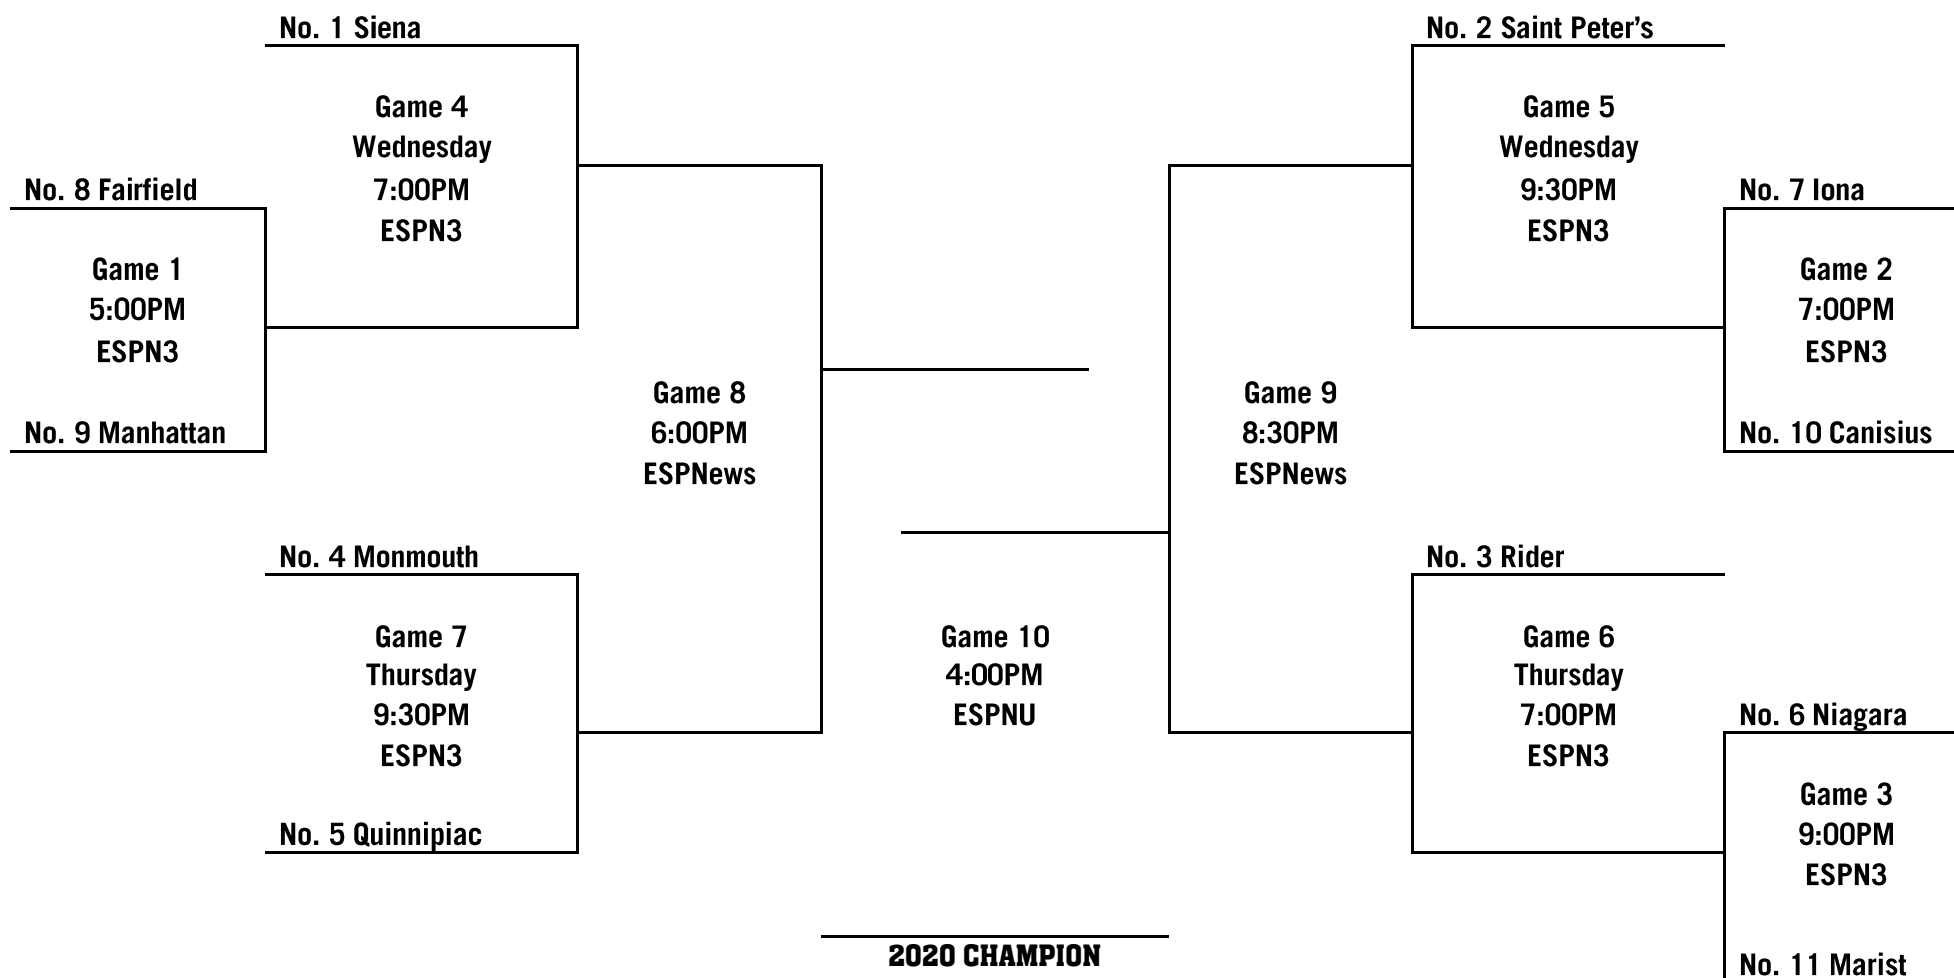 No. 1 Siena
Game 4
Wednesday
7:00PM
ESPN3
No. 8 Fairfield
Game 1
5:00PM
ESPN3
No. 9 Manhattan
Game 8
6:00PM
ESPNews
No. 4 Monmouth
Game 7
Thursday
9:30PM
ESPN3
No. 5 Quinnipiac
No. 2 Saint Peter’s
Game 5
Wednesday
9:30PM
ESPN3
No. 7 Iona
Game 2
7:00PM
ESPN3
No. 10 Canisius
Game 9
8:30PM
ESPNews
No. 3 Rider
Game 6
Thursday
7:00PM
ESPN3
No. 6 Niagara
Game 3
9:00PM
ESPN3
No. 11 Marist
Game 10
4:00PM
ESPNU
2020 CHAMPION